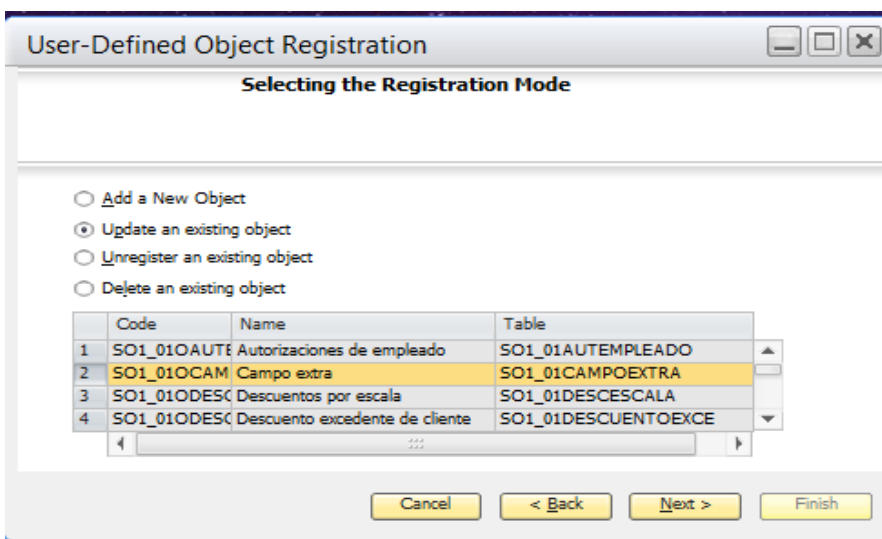 User-Defined Object Registration
Selecting the Registration Mode
Add a New Object
Update an existing object
Unregister an existing object
Delete an existing object
Code Name Table
1 SO1_01OAUTE Autorizaciones de empleado SO1_01AUTEMPLEADO
2 SO1_01OCAM Campo extra SO1_01CAMPOEXTRA
3 SO1_01ODESC Descuentos por escala SO1_01DESCESCALA
4 SO1_01ODESC Descuento excedente de cliente SO1_01DESCUENTOEXCE
Cancel < Back Next > Finish